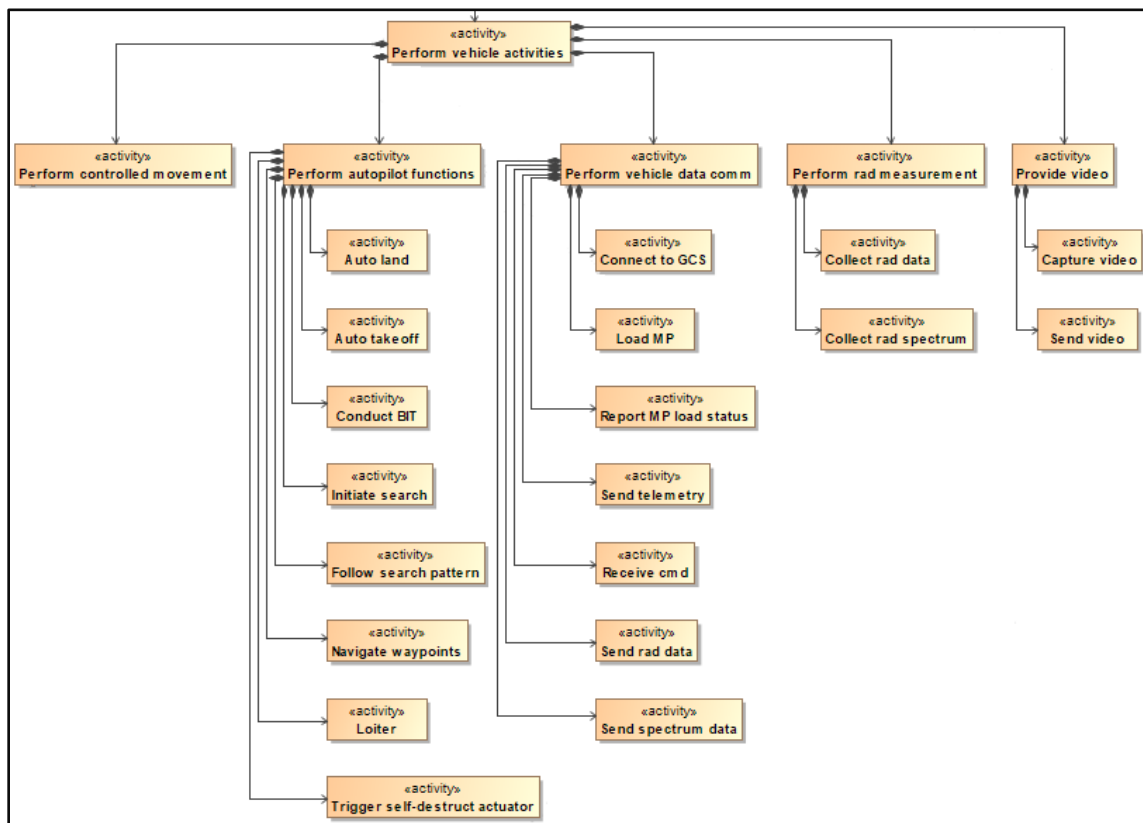 «activity»
Perform vehicle activities
«activity»
Perform controlled movement
«activity»
Perform autopilot functions
«activity»
Perform vehicle data comm
«activity»
Perform rad measurement
«activity»
Provide video
«activity»
Auto land
«activity»
Auto takeoff
«activity»
Conduct BIT
«activity»
Initiate search
«activity»
Follow search pattern
«activity»
Navigate waypoints
«activity»
Loiter
«activity»
Trigger self-destruct actuator
«activity»
Connect to GCS
«activity»
Load MP
«activity»
Report MP load status
«activity»
Send telemetry
«activity»
Receive cmd
«activity»
Send rad data
«activity»
Send spectrum data
«activity»
Collect rad data
«activity»
Collect rad spectrum
«activity»
Capture video
«activity»
Send video